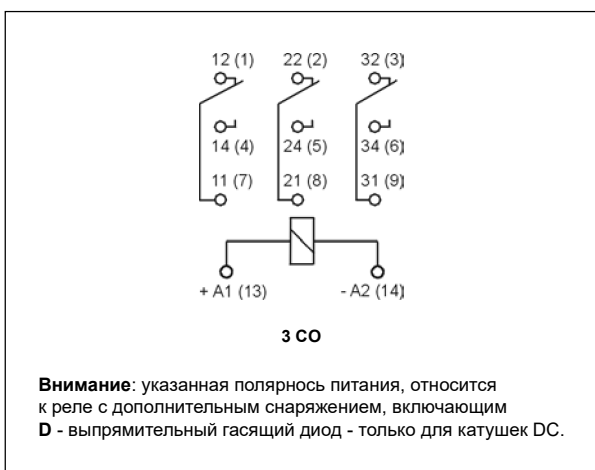 12 (1) 22 (2) 32 (3)
14 (4) 24 (5) 34 (6)
11 (7) 21 (8) 31 (9)
+ A1 (13) - A2 (14)
3 CO
Внимание: указанная полярнось питания, относится
к реле с дополнительным снаряжением, включающим
D - выпрямительный гасящий диод - только для катушек DC.